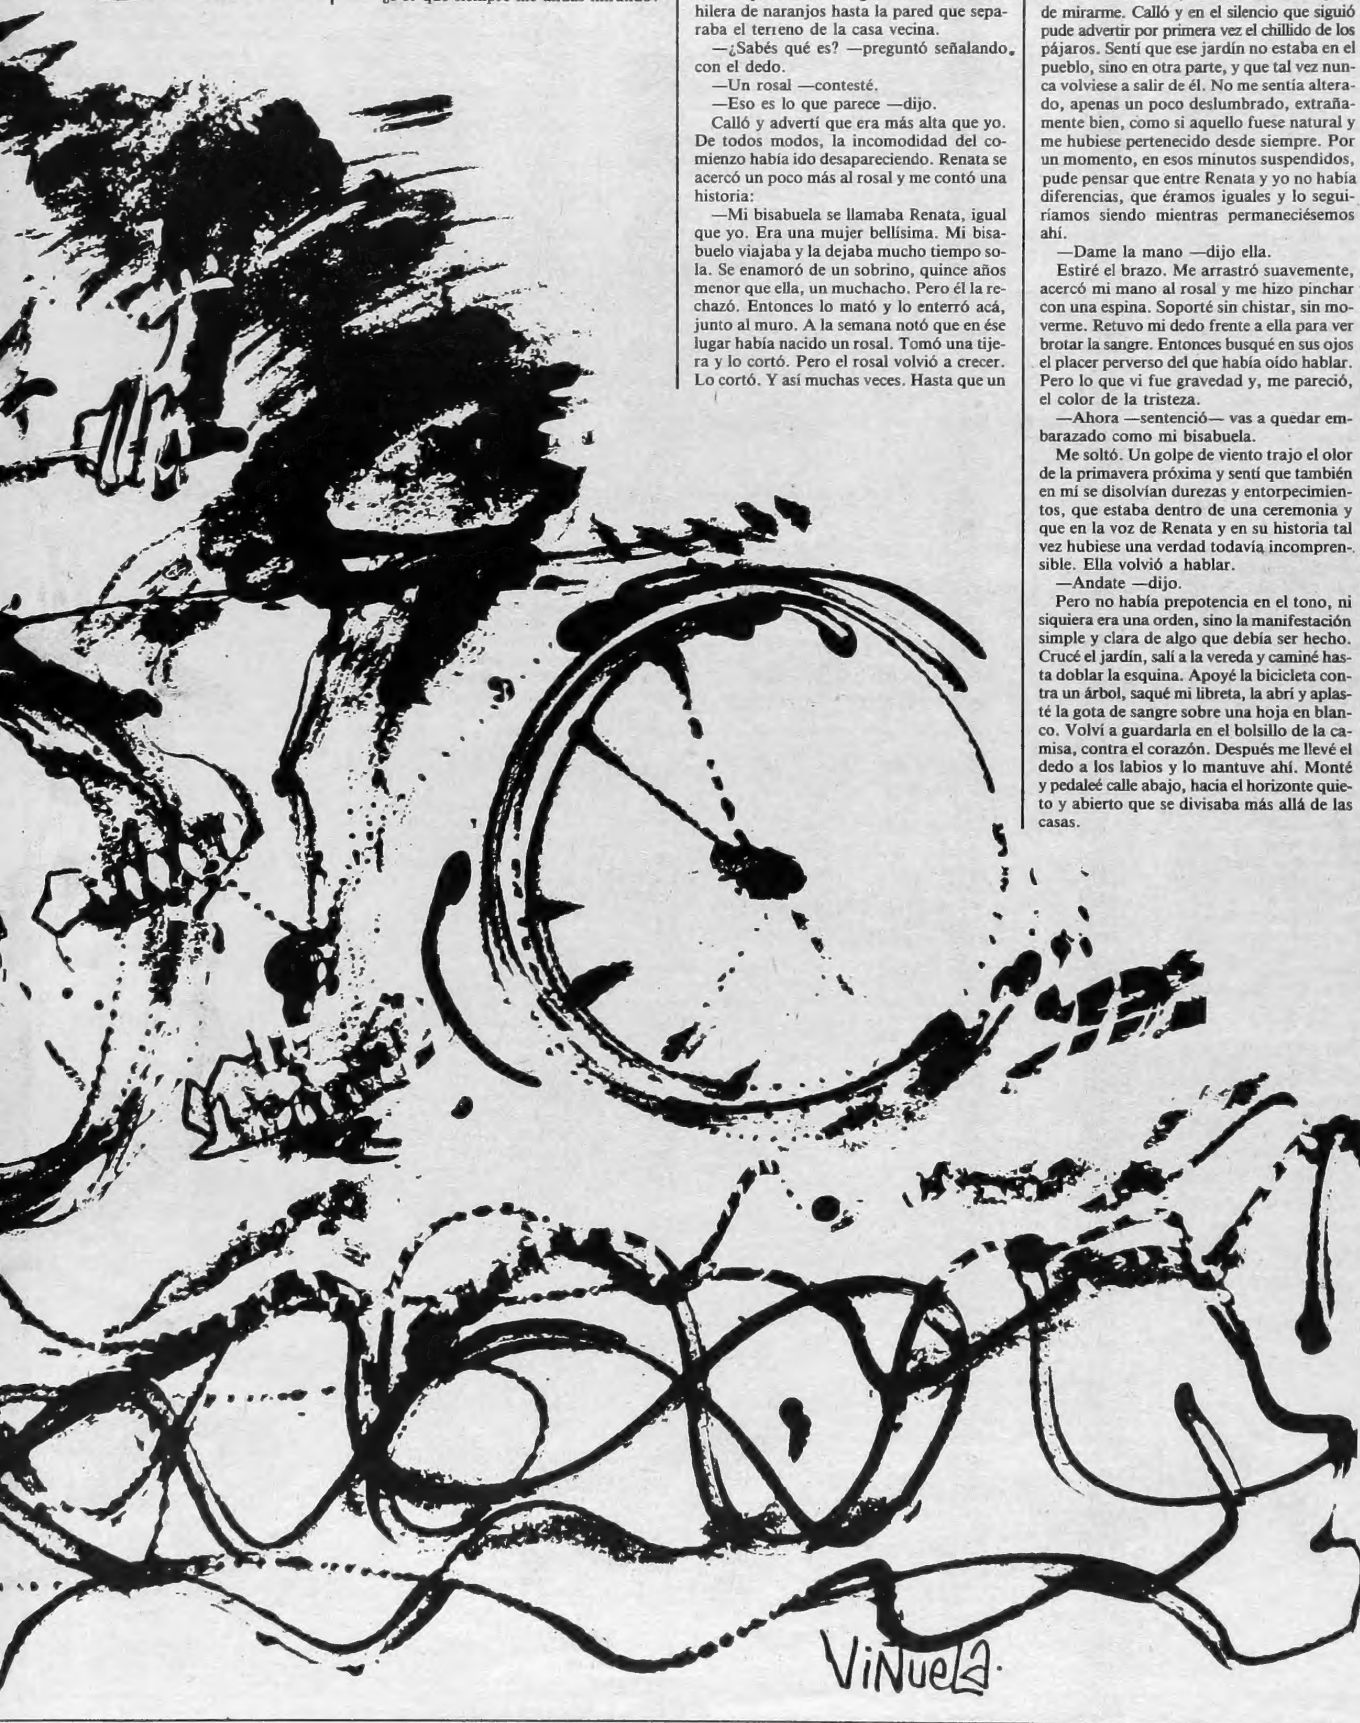 hilera de naranjos hasta la pared que sepa-
raba el terreno de la casa vecina.
—¿Sabés qué es? —preguntó señalando
con el dedo.
—Un rosal —contesté.
—Eso es lo que parece —dijo.
Calló y advertí que era más alta que yo.
De todos modos, la incomodidad del co-
mienzo había ido desapareciendo. Renata se
acercó un poco más al rosal y me contó una
historia:
—Mi bisabuela se llamaba Renata, igual
que yo. Era una mujer bellísima. Mi bisa-
buelo viajaba y la dejaba mucho tiempo so-
la. Se enamoró de un sobrino, quince años
menor que ella, un muchacho. Pero él la re-
chazó. Entonces lo mató y lo enterró acá,
junto al muro. A la semana notó que en ése
lugar había nacido un rosal. Tomó una tije-
ra y lo cortó. Pero el rosal volvió a crecer.
Lo cortó. Y así muchas veces. Hasta que un
de mirarme. Calló y en el silencio que siguió
pude advertir por primera vez el chillido de los
pájaros. Sentí que ese jardín no estaba en el
pueblo, sino en otra parte, y que tal vez nun-
ca volviese a salir de él. No me sentía altera-
do, apenas un poco deslumbrado, extraña-
mente bien, como si aquello fuese natural y
me hubiese pertenecido desde siempre. Por
un momento, en esos minutos suspendidos,
pude pensar que entre Renata y yo no había
diferencias, que éramos iguales y lo segui-
ríamos siendo mientras permaneciésemos
ahí.
—Dame la mano —dijo ella.
Estiré el brazo. Me arrastró suavemente,
acercó mi mano al rosal y me hizo pinchar
con una espina. Soporté sin chistar, sin mo-
verme. Retuvo mi dedo frente a ella para ver
brotar la sangre. Entonces busqué en sus ojos
el placer perverso del que había oído hablar.
Pero lo que vi fue gravedad y, me pareció,
el color de la tristeza.
—Ahora —sentenció— vas a quedar em-
barazado como mi bisabuela.
Me soltó. Un golpe de viento trajo el olor
de la primavera próxima y sentí que también
en mí se disolvían durezas y entorpecimien-
tos, que estaba dentro de una ceremonia y
que en la voz de Renata y en su historia tal
vez hubiese una verdad todavía incompren-
sible. Ella volvió a hablar.
—Andate —dijo.
Pero no había prepotencia en el tono, ni
siquiera era una orden, sino la manifestación
simple y clara de algo que debía ser hecho.
Crucé el jardín, salí a la vereda y caminé has-
ta doblar la esquina. Apoyé la bicicleta con-
tra un árbol, saqué mi libreta, la abrí y aplas-
té la gota de sangre sobre una hoja en blan-
co. Volví a guardarla en el bolsillo de la ca-
misa, contra el corazón. Después me llevé el
dedo a los labios y lo mantuve ahí. Monté
y pedaleé calle abajo, hacia el horizonte quie-
to y abierto que se divisaba más allá de las
casas.
ViÑuela.